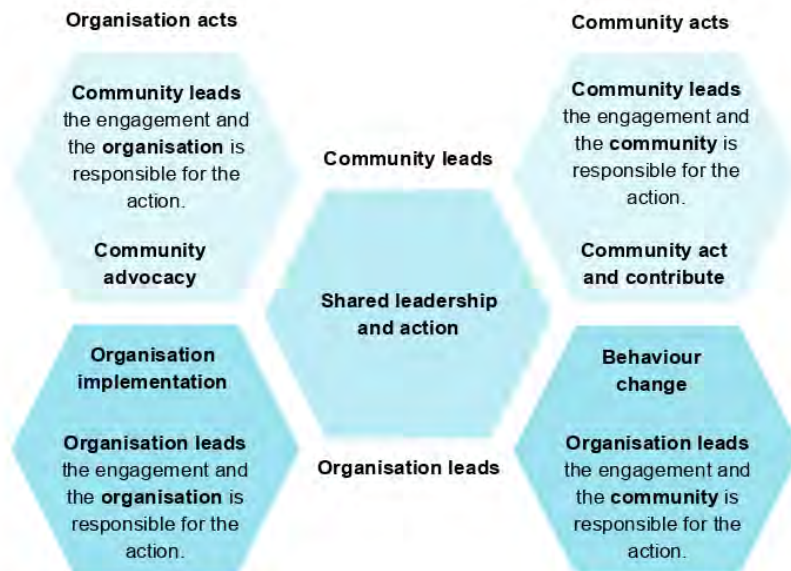 Organisation acts
Community acts
Community leads
the engagement and
the organisation is
responsible for the
action.
Community
advocacy
Community leads
Community leads
the engagement and
the community is
responsible for the
action.
Community act
and contribute
Shared leadership
and action
Organisation
implementation
Organisation leads
the engagement and
the organisation is
responsible for the
action.
Organisation leads
Behaviour
change
Organisation leads
the engagement and
the community is
responsible for the
action.